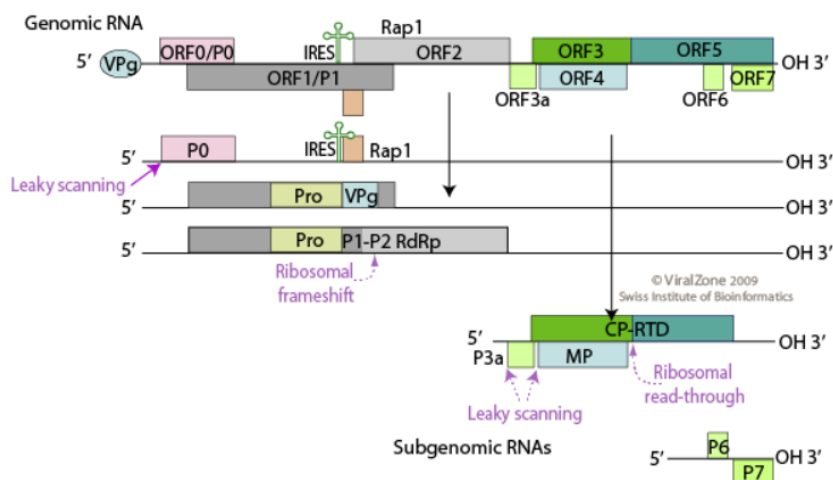 Genomic RNA
5′ VPg ORF0/P0 IRES Rap1 ORF2 ORF3 ORF5 OH 3′
ORF1/P1 ORF3a ORF4 ORF6 ORF7
5′ P0 IRES Rap1 OH 3′
Leaky scanning
5′ Pro VPg OH 3′
5′ Pro P1-P2 RdRp OH 3′
Ribosomal
frameshift
© ViralZone 2009
Swiss Institute of Bioinformatics
5′ CP-RTD OH 3′
P3a MP
Leaky scanning
Ribosomal
read-through
Subgenomic RNAs
5′ P6 OH 3′
P7